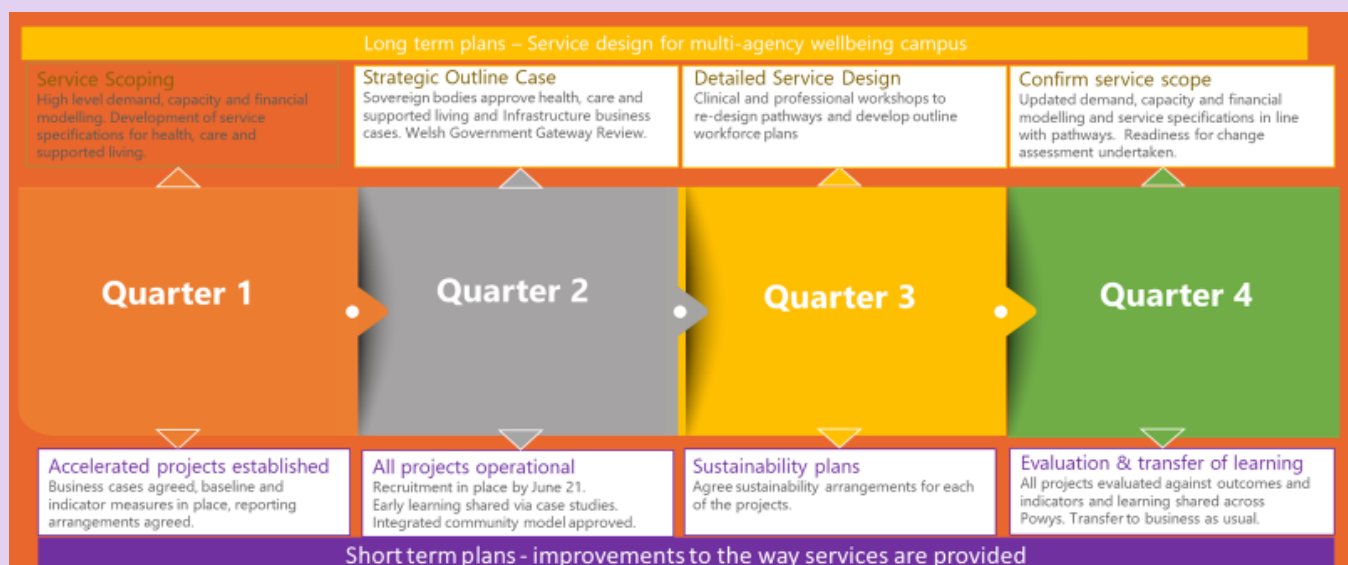 Long term plans – Service design for multi-agency wellbeing campus
Service Scoping
High level demand, capacity and financial
modelling. Development of service
specifications for health, care and
supported living.
Strategic Outline Case
Sovereign bodies approve health, care and
supported living and Infrastructure business
cases. Welsh Government Gateway Review.
Detailed Service Design
Clinical and professional workshops to
re-design pathways and develop outline
workforce plans
Confirm service scope
Updated demand, capacity and financial
modelling and service specifications in line
with pathways. Readiness for change
assessment undertaken.
Quarter 1
Quarter 2
Quarter 3
Quarter 4
Accelerated projects established
Business cases agreed, baseline and
indicator measures in place, reporting
arrangements agreed.
All projects operational
Recruitment in place by June 21.
Early learning shared via case studies.
Integrated community model approved.
Sustainability plans
Agree sustainability arrangements for each
of the projects.
Evaluation & transfer of learning
All projects evaluated against outcomes and
indicators and learning shared across
Powys. Transfer to business as usual.
Short term plans - improvements to the way services are provided